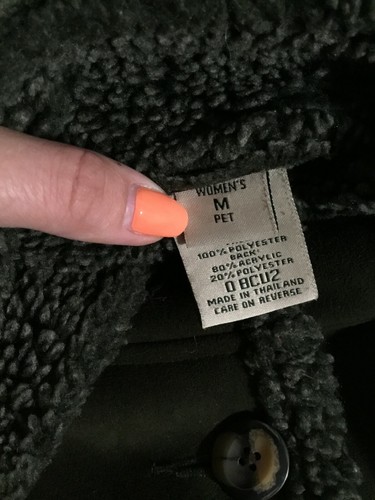 WOMEN'S
M
PET
100% POLYESTER
BACK:
80% ACRYLIC
20% POLYESTER
0 BCU2
MADE IN THAILAND
CARE ON REVERSE